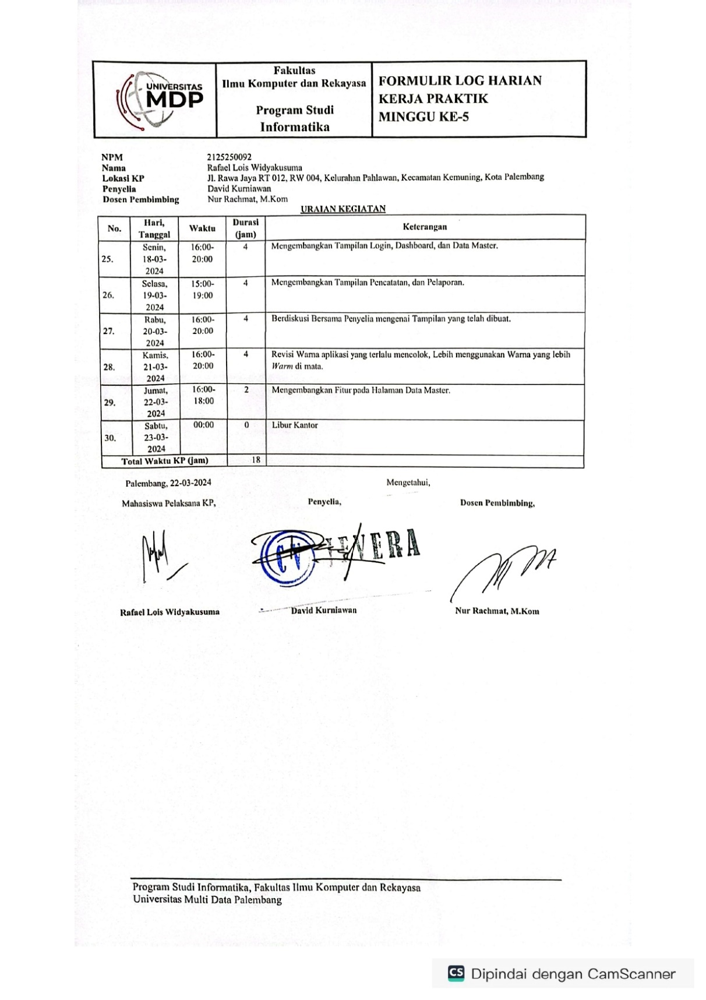 UNIVERSITAS
MDP
Fakultas
Ilmu Komputer dan Rekayasa
Program Studi
Informatika
FORMULIR LOG HARIAN
KERJA PRAKTIK
MINGGU KE-5
NPM 2125250092
Nama Rafael Lois Widyakusuma
Lokasi KP Jl. Rawa Jaya RT 012, RW 004, Kelurahan Pahlawan, Kecamatan Kemuning, Kota Palembang
Penyelia David Kurniawan
Dosen Pembimbing Nur Rachmat, M.Kom
URAIAN KEGIATAN
No. Hari, Tanggal Waktu Durasi (jam) Keterangan
25. Senin, 18-03-2024 16:00-20:00 4 Mengembangkan Tampilan Login, Dashboard, dan Data Master.
26. Selasa, 19-03-2024 15:00-19:00 4 Mengembangkan Tampilan Pencatatan, dan Pelaporan.
27. Rabu, 20-03-2024 16:00-20:00 4 Berdiskusi Bersama Penyelia mengenai Tampilan yang telah dibuat.
28. Kamis, 21-03-2024 16:00-20:00 4 Revisi Warna aplikasi yang terlalu mencolok, Lebih menggunakan Warna yang lebih
Warm di mata.
29. Jumat, 22-03-2024 16:00-18:00 2 Mengembangkan Fitur pada Halaman Data Master.
30. Sabtu, 23-03-2024 00:00 0 Libur Kantor
Total Waktu KP (jam) 18
Palembang, 22-03-2024 Mengetahui,
Mahasiswa Pelaksana KP, Penyelia, Dosen Pembimbing,
CV
Rafael Lois Widyakusuma David Kurniawan Nur Rachmat, M.Kom
Program Studi Informatika, Fakultas Ilmu Komputer dan Rekayasa
Universitas Multi Data Palembang
CS Dipindai dengan CamScanner